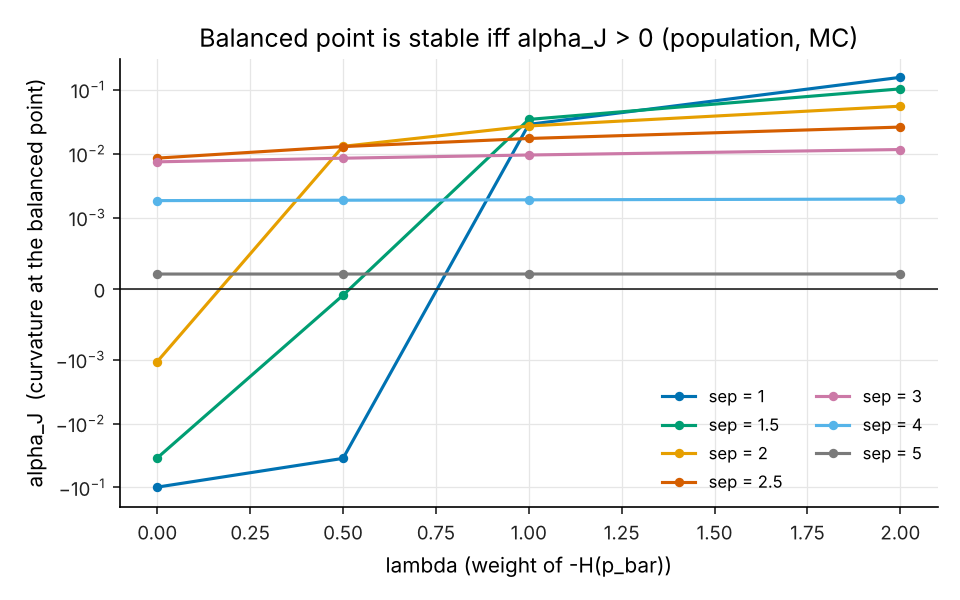 Balanced point is stable iff alpha_J > 0 (population, MC)
alpha_J (curvature at the balanced point)
10⁻¹
10⁻²
10⁻³
0
−10⁻³
−10⁻²
−10⁻¹
sep = 1
sep = 1.5
sep = 2
sep = 2.5
sep = 3
sep = 4
sep = 5
0.00 0.25 0.50 0.75 1.00 1.25 1.50 1.75 2.00
lambda (weight of -H(p_bar))